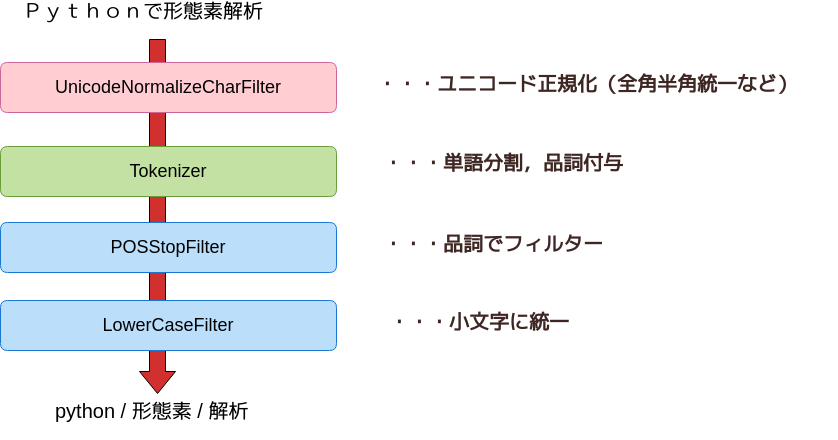 Ｐｙｔｈｏｎで形態素解析
UnicodeNormalizeCharFilter ・・・ユニコード正規化（全角半角統一など）
Tokenizer ・・・単語分割，品詞付与
POSStopFilter ・・・品詞でフィルター
LowerCaseFilter ・・・小文字に統一
python / 形態素 / 解析